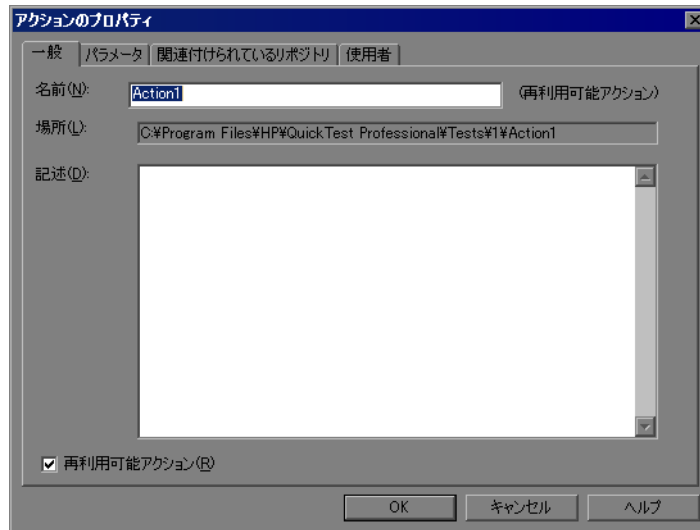 アクションのプロパティ
一般 パラメータ 関連付けられているリポジトリ 使用者
名前(N): Action1 (再利用可能アクション)
場所(L): C:¥Program Files¥HP¥QuickTest Professional¥Tests¥1¥Action1
記述(D):
再利用可能アクション(R)
OK キャンセル ヘルプ